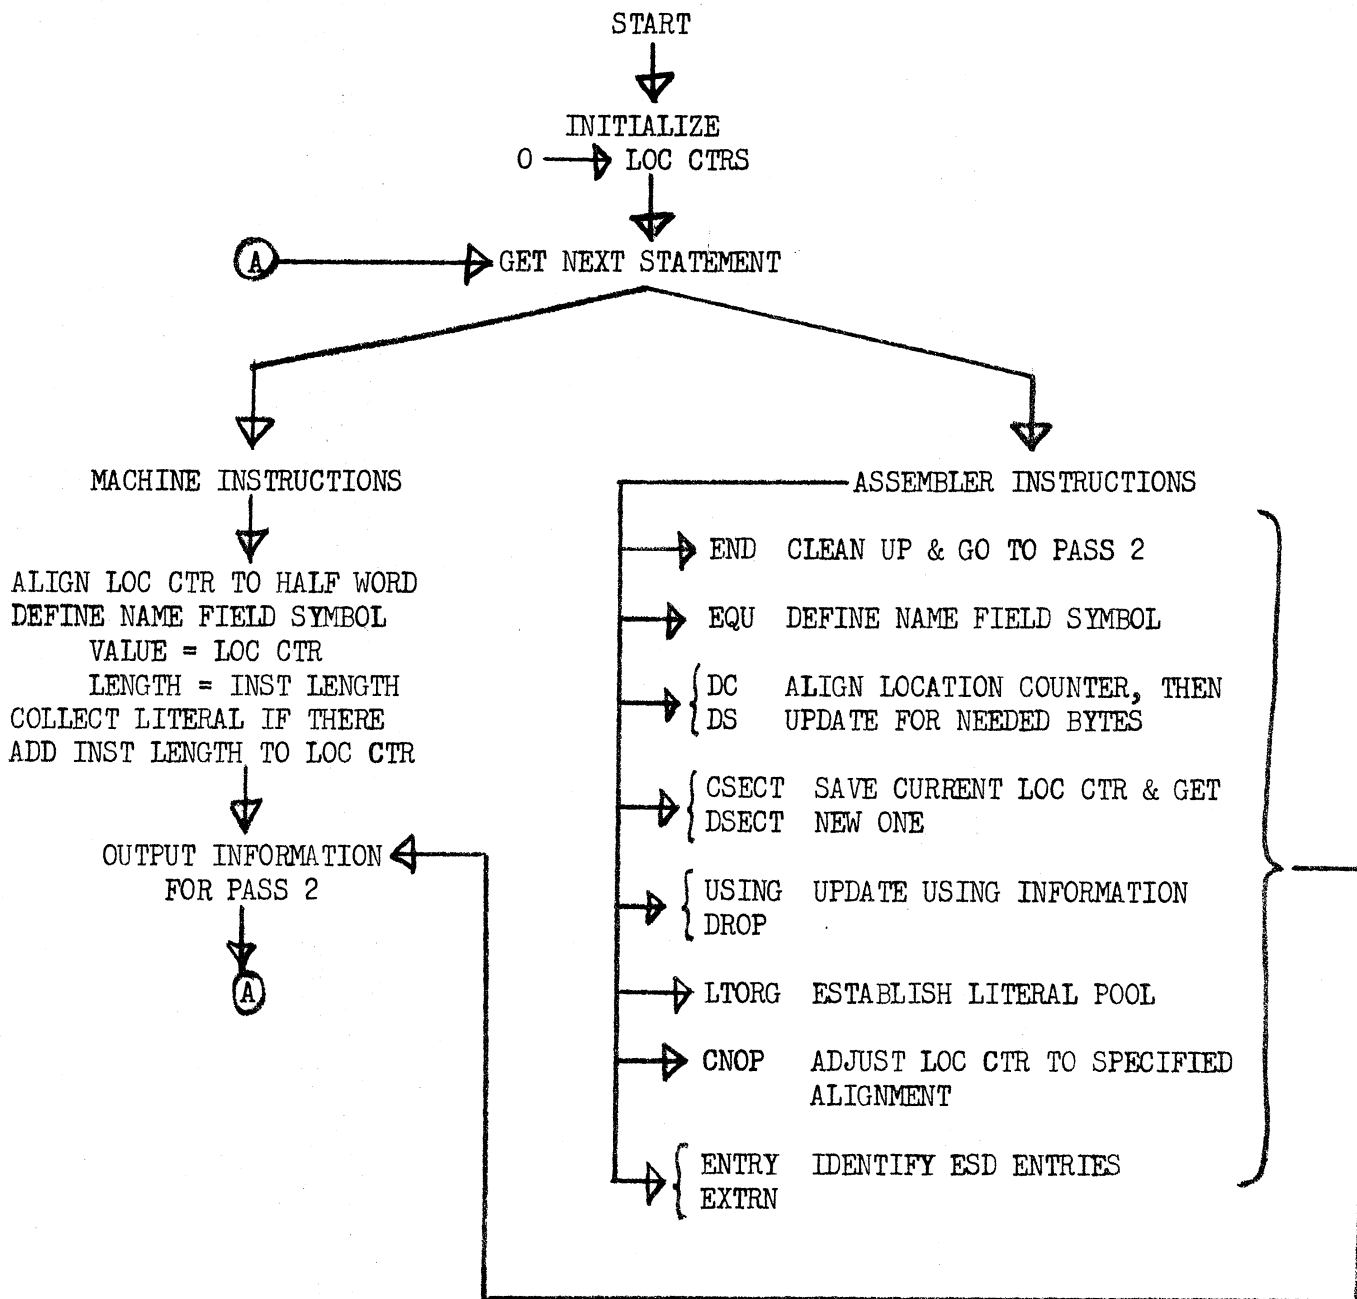 START
INITIALIZE
0 LOC CTRS
A GET NEXT STATEMENT
MACHINE INSTRUCTIONS
ALIGN LOC CTR TO HALF WORD
DEFINE NAME FIELD SYMBOL
VALUE = LOC CTR
LENGTH = INST LENGTH
COLLECT LITERAL IF THERE
ADD INST LENGTH TO LOC CTR
OUTPUT INFORMATION
FOR PASS 2
A
ASSEMBLER INSTRUCTIONS
END CLEAN UP & GO TO PASS 2
EQU DEFINE NAME FIELD SYMBOL
DC ALIGN LOCATION COUNTER, THEN
DS UPDATE FOR NEEDED BYTES
CSECT SAVE CURRENT LOC CTR & GET
DSECT NEW ONE
USING UPDATE USING INFORMATION
DROP
LTORG ESTABLISH LITERAL POOL
CNOP ADJUST LOC CTR TO SPECIFIED
ALIGNMENT
ENTRY IDENTIFY ESD ENTRIES
EXTRN